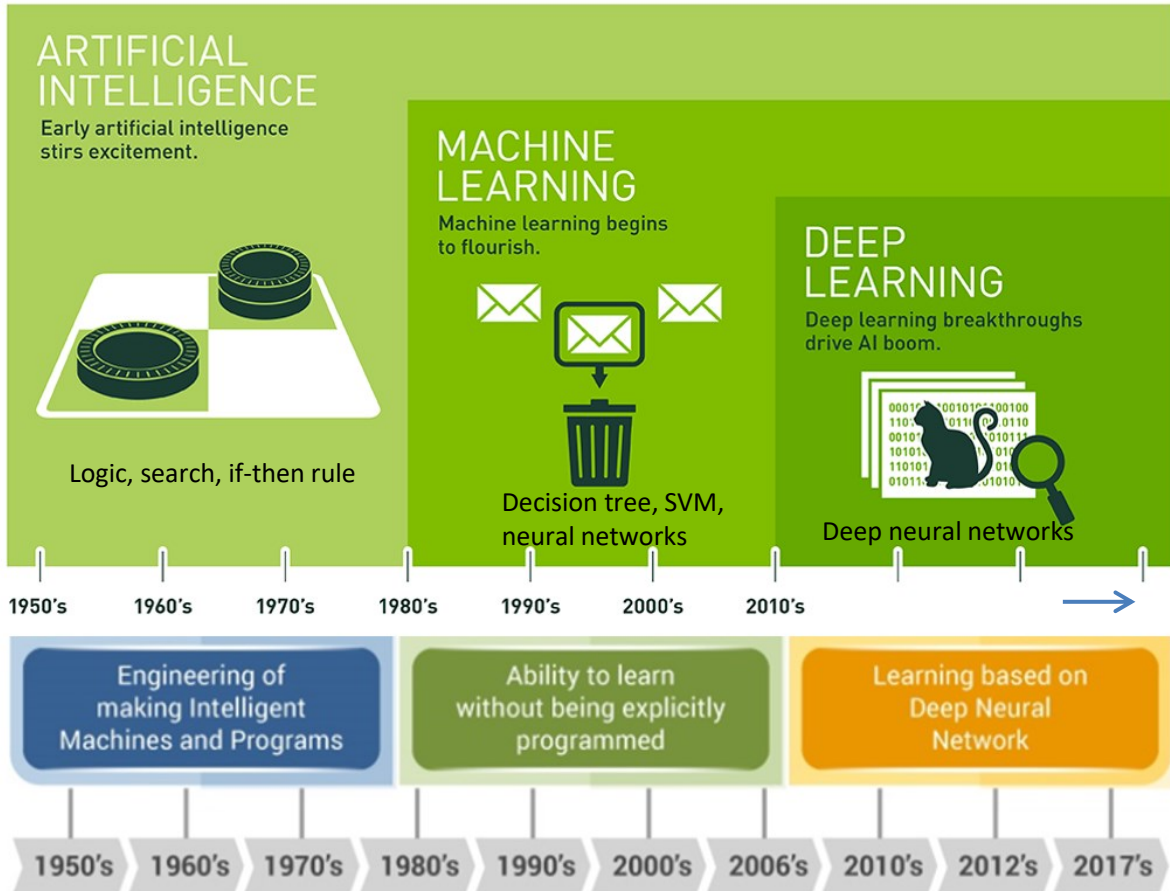 ARTIFICIAL
INTELLIGENCE
Early artificial intelligence
stirs excitement.
Logic, search, if-then rule
MACHINE
LEARNING
Machine learning begins
to flourish.
Decision tree, SVM,
neural networks
DEEP
LEARNING
Deep learning breakthroughs
drive AI boom.
Deep neural networks
1950's 1960's 1970's 1980's 1990's 2000's 2010's
Engineering of
making Intelligent
Machines and Programs
Ability to learn
without being explicitly
programmed
Learning based on
Deep Neural
Network
1950's 1960's 1970's 1980's 1990's 2000's 2006's 2010's 2012's 2017's